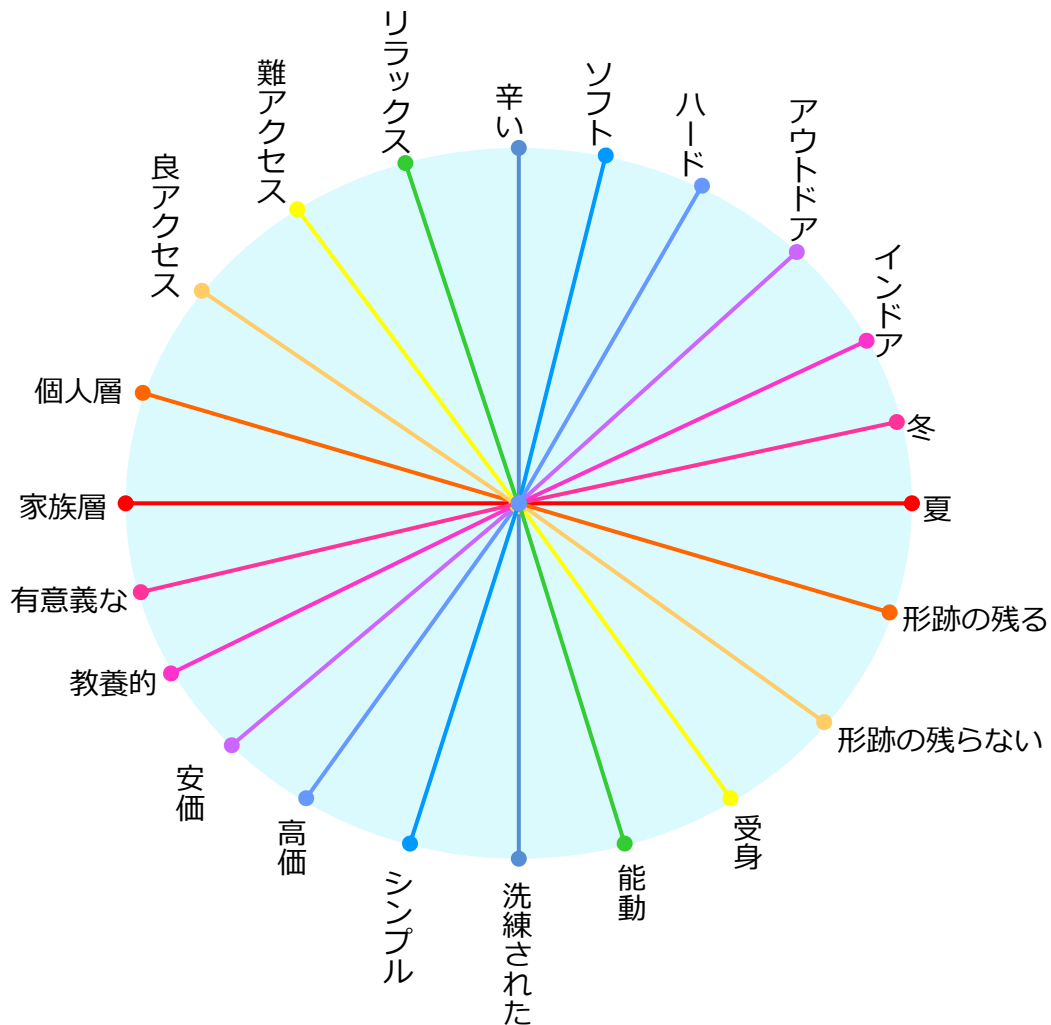 リラックス
難アクセス
辛い
ソフト
ハード
アウトドア
良アクセス
インドア
個人層
冬
家族層
夏
有意義な
形跡の残る
教養的
形跡の残らない
安価
高価
受身
シンプル
能動
洗練された